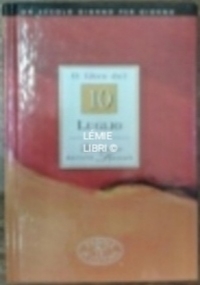 UN SECOLO GIORNO PER GIORNO
Il libro del
10
LUGLIO
LEMIE
LIBRI ©